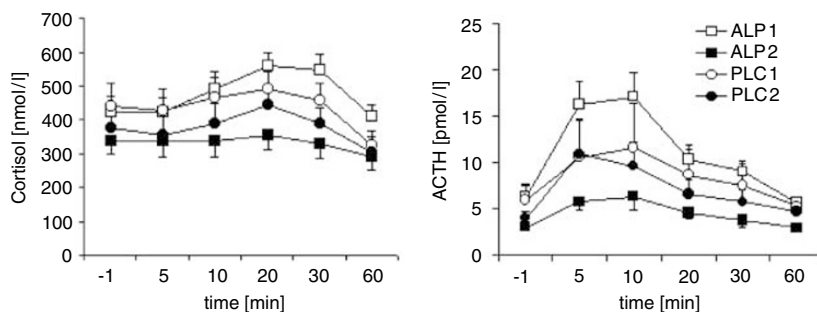 700
600
500
400
300
200
100
0
Cortisol [nmol/l]
-1 5 10 20 30 60
time [min]
25
20
15
10
5
0
ACTH [pmol/l]
-1 5 10 20 30 60
time [min]
ALP1
ALP2
PLC1
PLC2